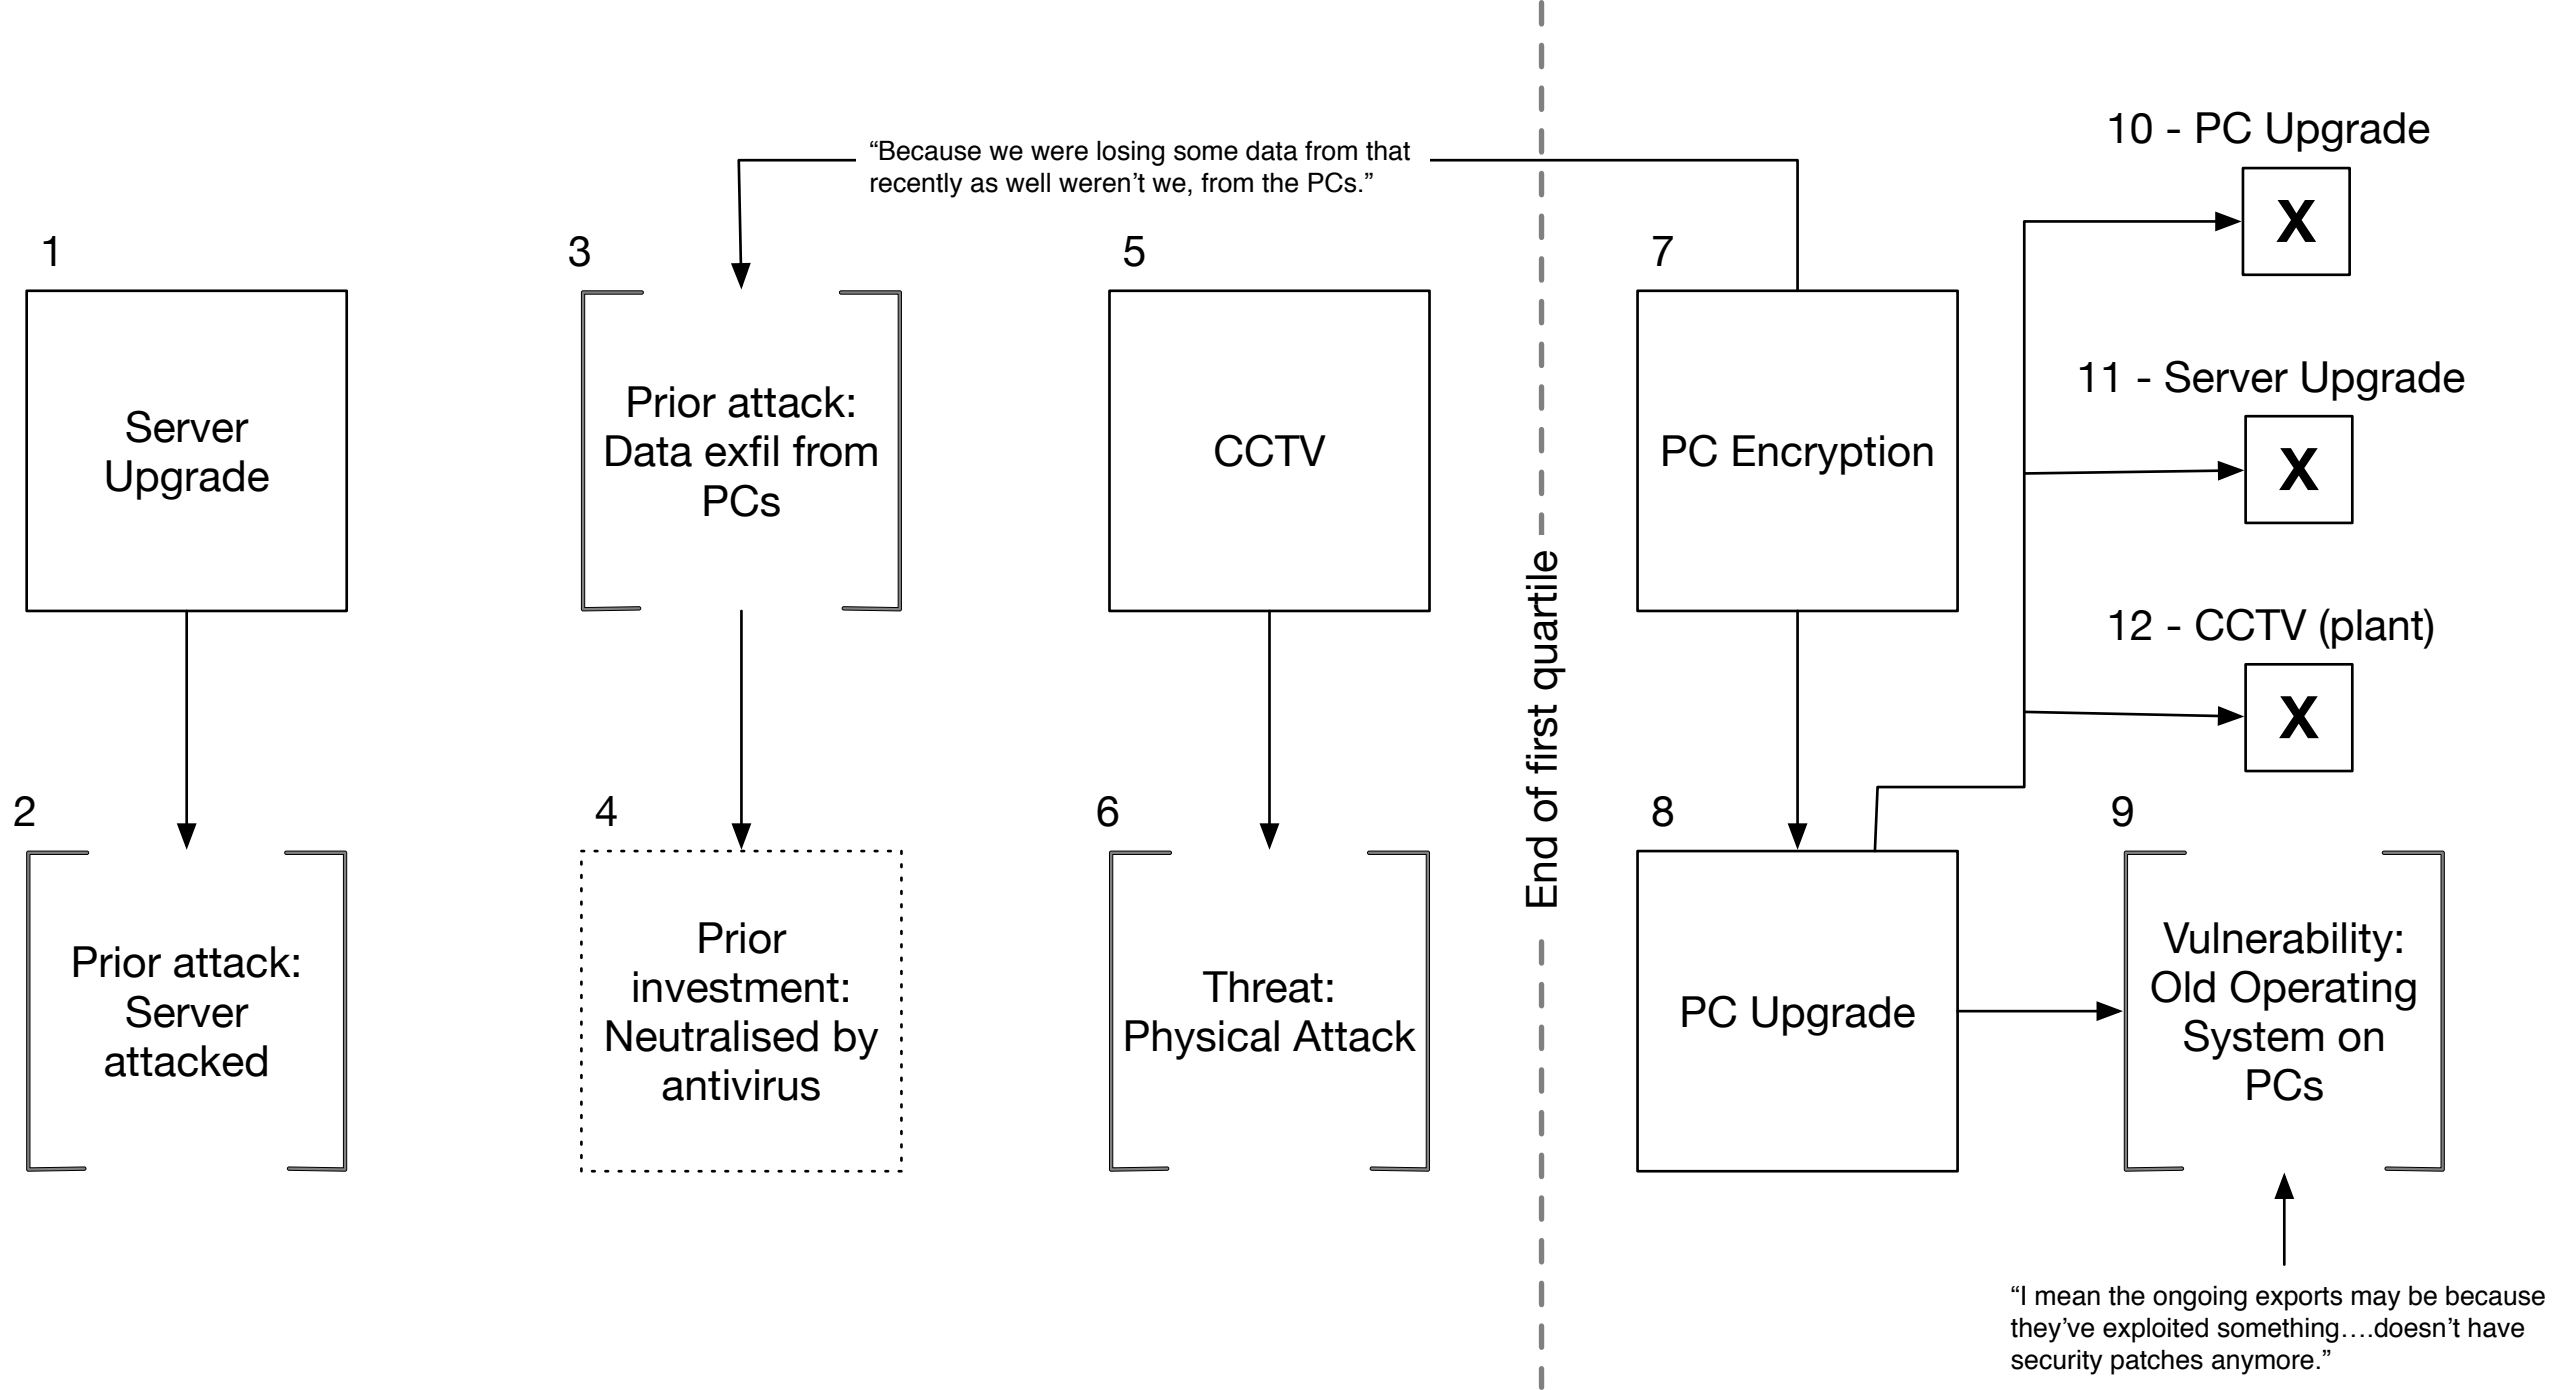 1
Server
Upgrade
2
Prior attack:
Server
attacked
“Because we were losing some data from that
recently as well weren’t we, from the PCs.”
3
Prior attack:
Data exfil from
PCs
4
Prior
investment:
Neutralised by
antivirus
5
CCTV
6
Threat:
Physical Attack
End of first quartile
7
PC Encryption
8
PC Upgrade
9
Vulnerability:
Old Operating
System on
PCs
“I mean the ongoing exports may be because
they’ve exploited something….doesn’t have
security patches anymore.”
10 - PC Upgrade
X
11 - Server Upgrade
X
12 - CCTV (plant)
X